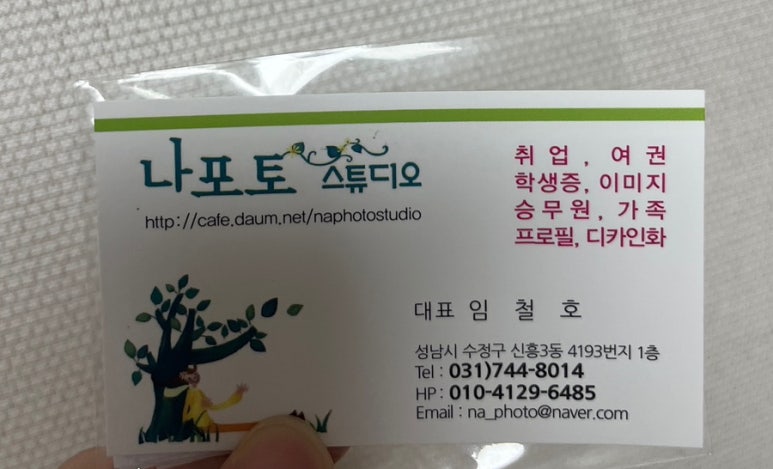 나포토 스튜디오
http://cafe.daum.net/naphotostudio
취업, 여권
학생증, 이미지
승무원, 가족
프로필, 디카인화
대표 임 철 호
성남시 수정구 신흥3동 4193번지 1층
Tel : 031)744-8014
HP : 010-4129-6485
Email : na_photo@naver.com